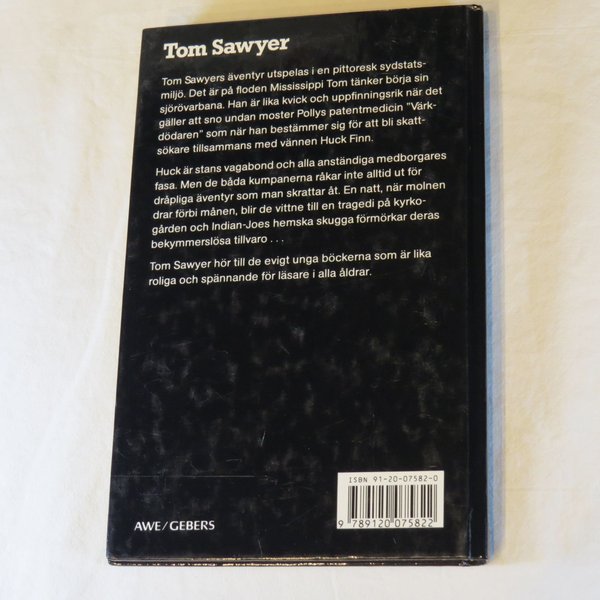 Tom Sawyer
Tom Sawyers äventyr utspelas i en pittoresk sydstats-
miljö. Det är på floden Mississippi Tom tänker börja sin
sjörövarbana. Han är lika kvick och uppfinningsrik när det
gäller att sno undan moster Pollys patentmedicin "Värk-
dödaren" som när han bestämmer sig för att bli skatt-
sökare tillsammans med vännen Huck Finn.
Huck är stans vagabond och alla anständiga medborgares
fasa. Men de båda kumpanerna råkar inte alltid ut för
dråpliga äventyr som man skrattar åt. En natt, när molnen
drar förbi månen, blir de vittne till en tragedi på kyrko-
gården och Indian-Joes hemska skugga förmörkar deras
bekymmerslösa tillvaro . . .
Tom Sawyer hör till de evigt unga böckerna som är lika
roliga och spännande för läsare i alla åldrar.
ISBN 91-20-07582-0
9 789120 075822
AWE/GEBERS